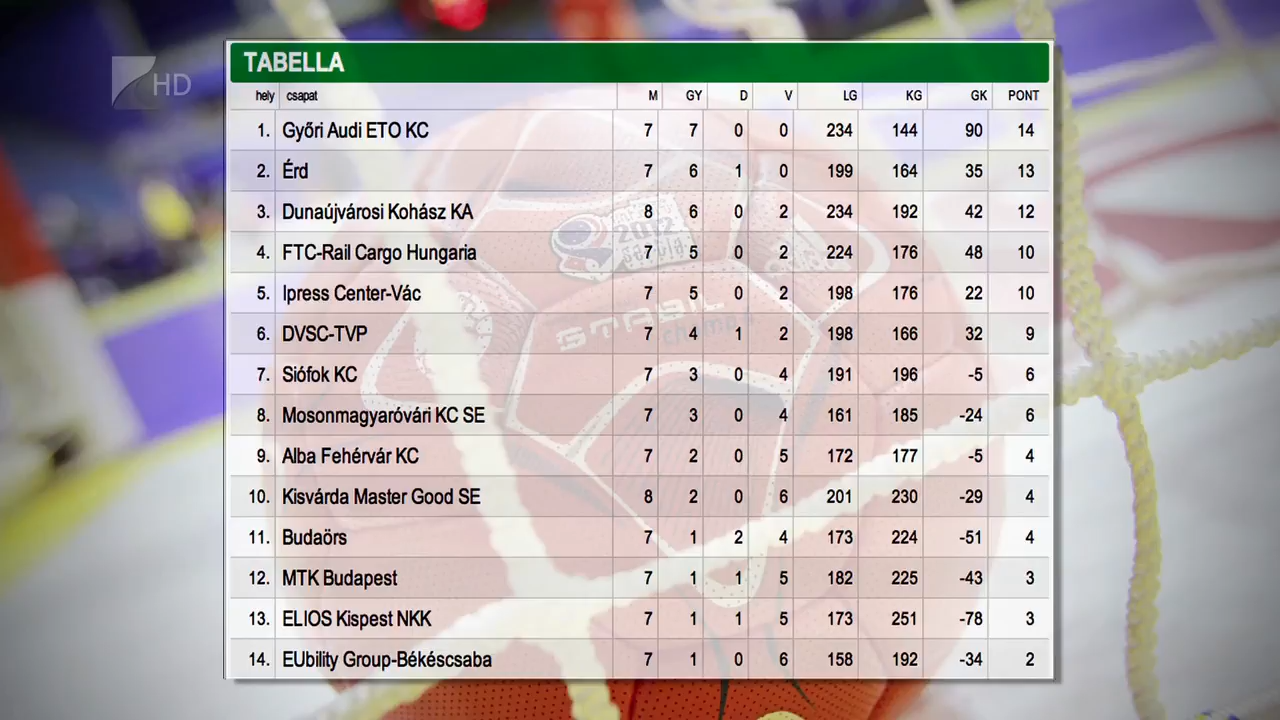 HD
TABELLA
hely csapat M GY D V LG KG GK PONT
1. Győri Audi ETO KC 7 7 0 0 234 144 90 14
2. Érd 7 6 1 0 199 164 35 13
3. Dunaújvárosi Kohász KA 8 6 0 2 234 192 42 12
4. FTC-Rail Cargo Hungaria 7 5 0 2 224 176 48 10
5. Ipress Center-Vác 7 5 0 2 198 176 22 10
6. DVSC-TVP 7 4 1 2 198 166 32 9
7. Siófok KC 7 3 0 4 191 196 -5 6
8. Mosonmagyaróvári KC SE 7 3 0 4 161 185 -24 6
9. Alba Fehérvár KC 7 2 0 5 172 177 -5 4
10. Kisvárda Master Good SE 8 2 0 6 201 230 -29 4
11. Budaörs 7 1 2 4 173 224 -51 4
12. MTK Budapest 7 1 1 5 182 225 -43 3
13. ELIOS Kispest NKK 7 1 1 5 173 251 -78 3
14. EUbility Group-Békéscsaba 7 1 0 6 158 192 -34 2
2012
STABIL